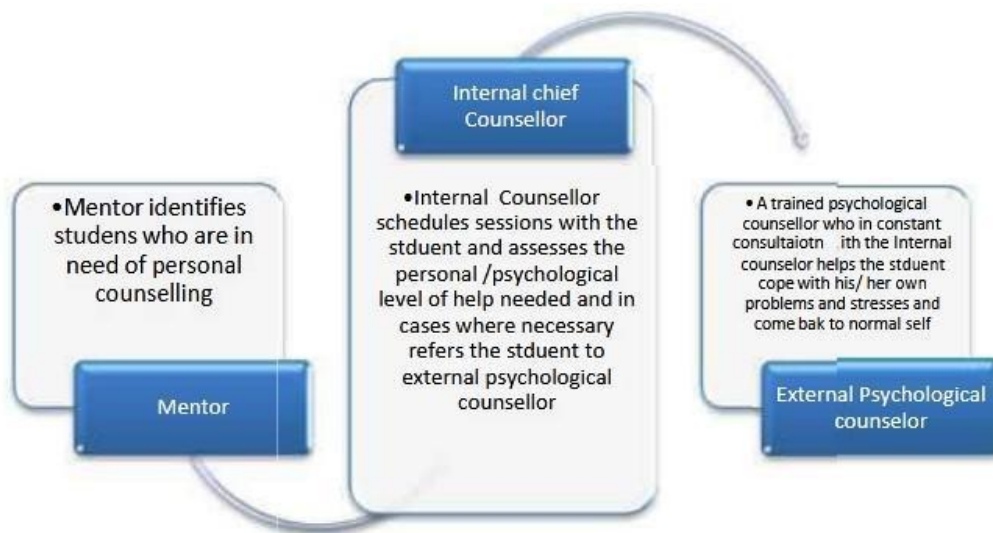 •Mentor identifies
studens who are in
need of personal
counselling
Mentor
Internal chief
Counsellor
•Internal Counsellor
schedules sessions with the
stduent and assesses the
personal /psychological
level of help needed and in
cases where necessary
refers the stduent to
external psychological
counsellor
• A trained psychological
counsellor who in constant
consultaiotn ith the Internal
counselor helps the stduent
cope with his/ her own
problems and stresses and
come bak to normal self
External Psychological
counselor